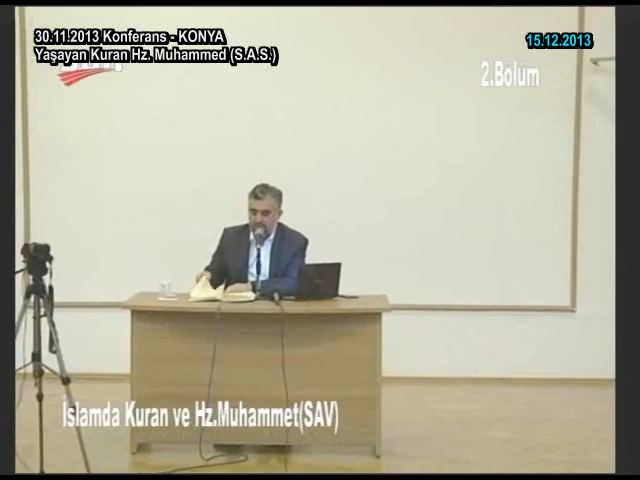 30.11.2013 Konferans - KONYA
Yaşayan Kuran Hz. Muhammed (S.A.S.)
15.12.2013
2.Bölüm
İslamda Kuran ve Hz.Muhammet(SAV)